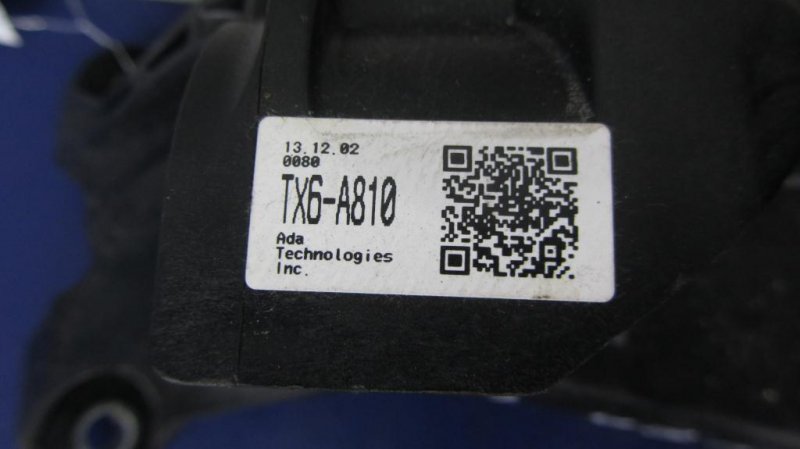 13.12.02
0080
TX6-A810
Ada
Technologies
Inc.